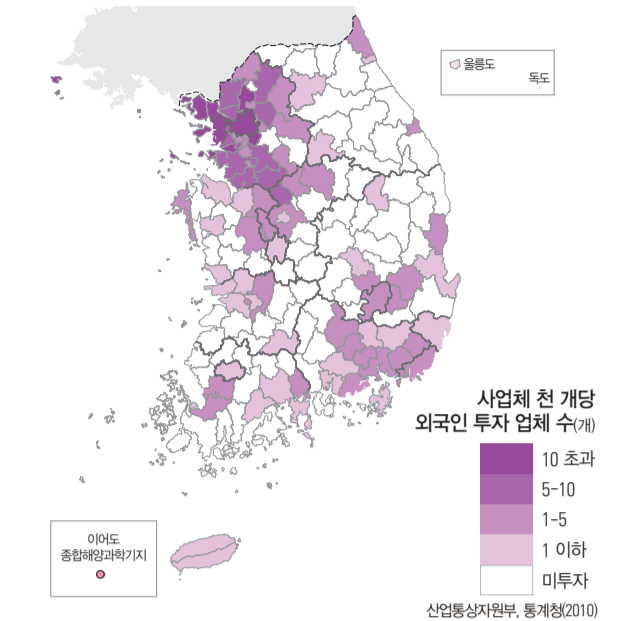 울릉도
독도
사업체 천 개당
외국인 투자 업체 수(개)
10 초과
5-10
1-5
1 이하
미투자
이어도
종합해양과학기지
산업통상자원부, 통계청(2010)